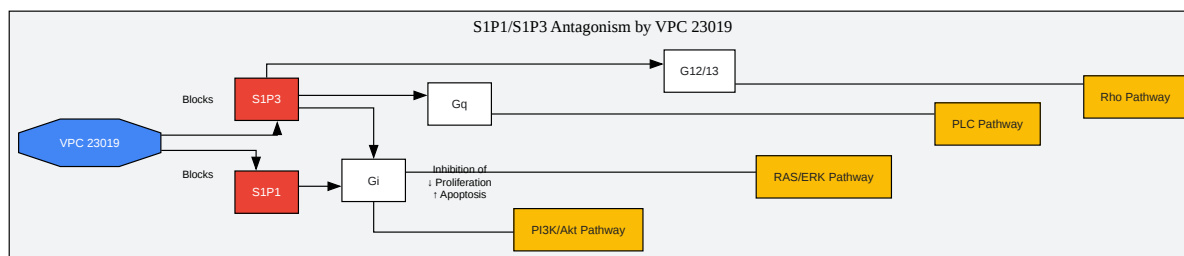 S1P1/S1P3 Antagonism by VPC 23019
G12/13
Rho Pathway
Blocks
S1P3
Gq
PLC Pathway
VPC 23019
Blocks
S1P1
Gi
Inhibition of
↓ Proliferation
↑ Apoptosis
RAS/ERK Pathway
PI3K/Akt Pathway